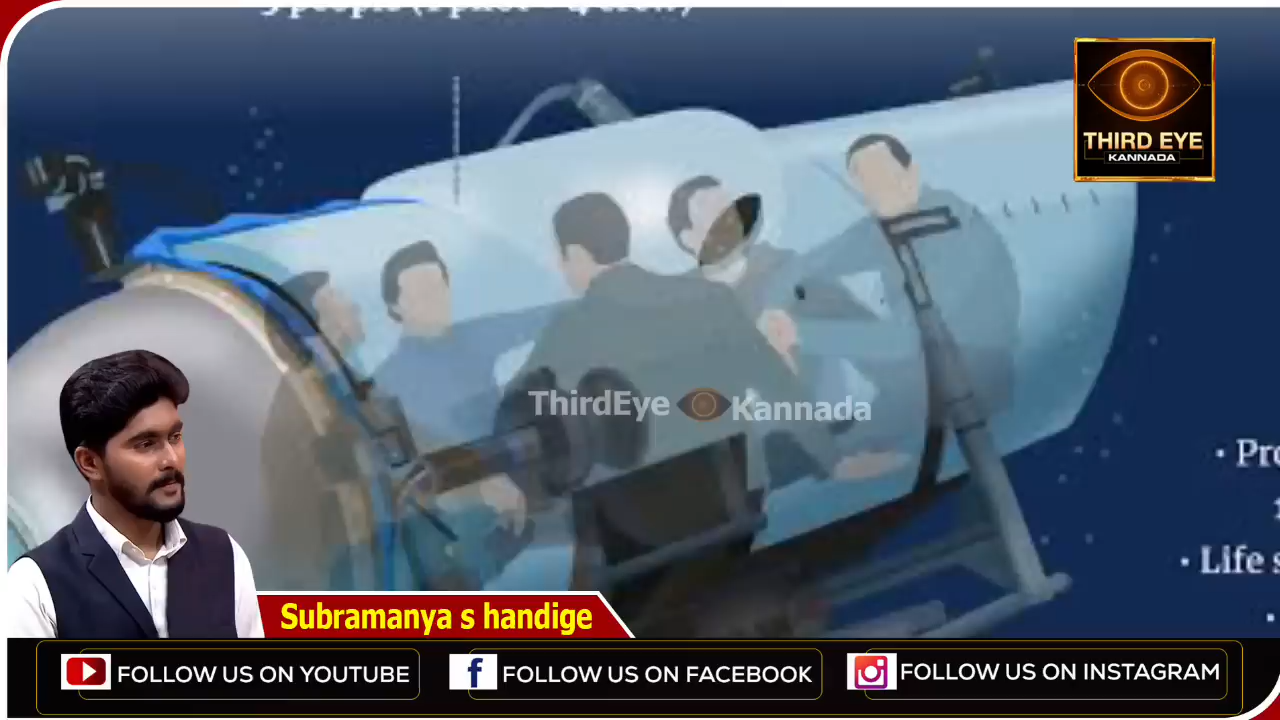 THIRD EYE
KANNADA
ThirdEye Kannada
· Pro
· Life s
Subramanya s handige
FOLLOW US ON YOUTUBE
FOLLOW US ON FACEBOOK
FOLLOW US ON INSTAGRAM